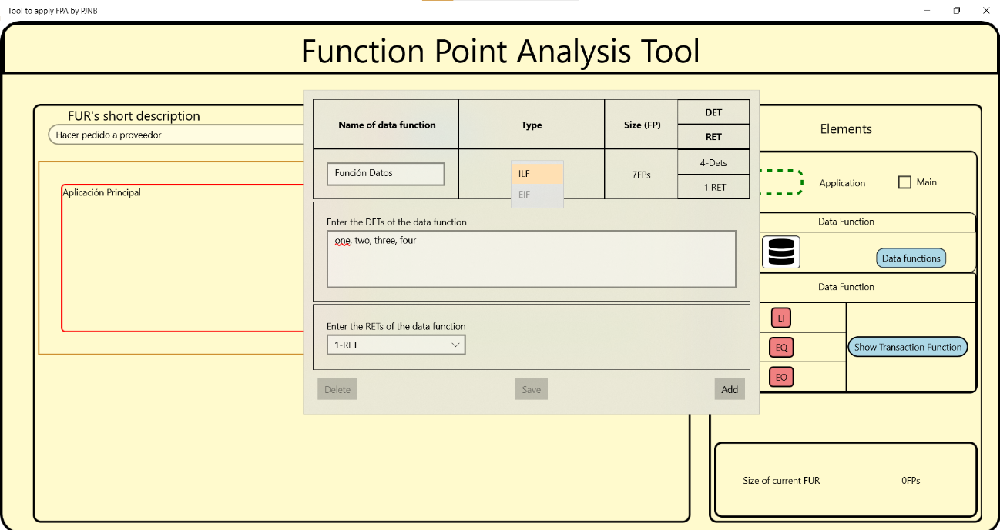 Tool to apply FPA by PJNB
Function Point Analysis Tool
FUR's short description
Hacer pedido a proveedor
Aplicación Principal
Name of data function
Type
Size (FP)
DET
RET
Función Datos
ILF
EIF
7FPs
4-Dets
1 RET
Enter the DETs of the data function
one, two, three, four
Enter the RETs of the data function
1-RET
Delete
Save
Add
Elements
Application
Main
Data Function
Data functions
Data Function
EI
EQ
EO
Show Transaction Function
Size of current FUR
0FPs